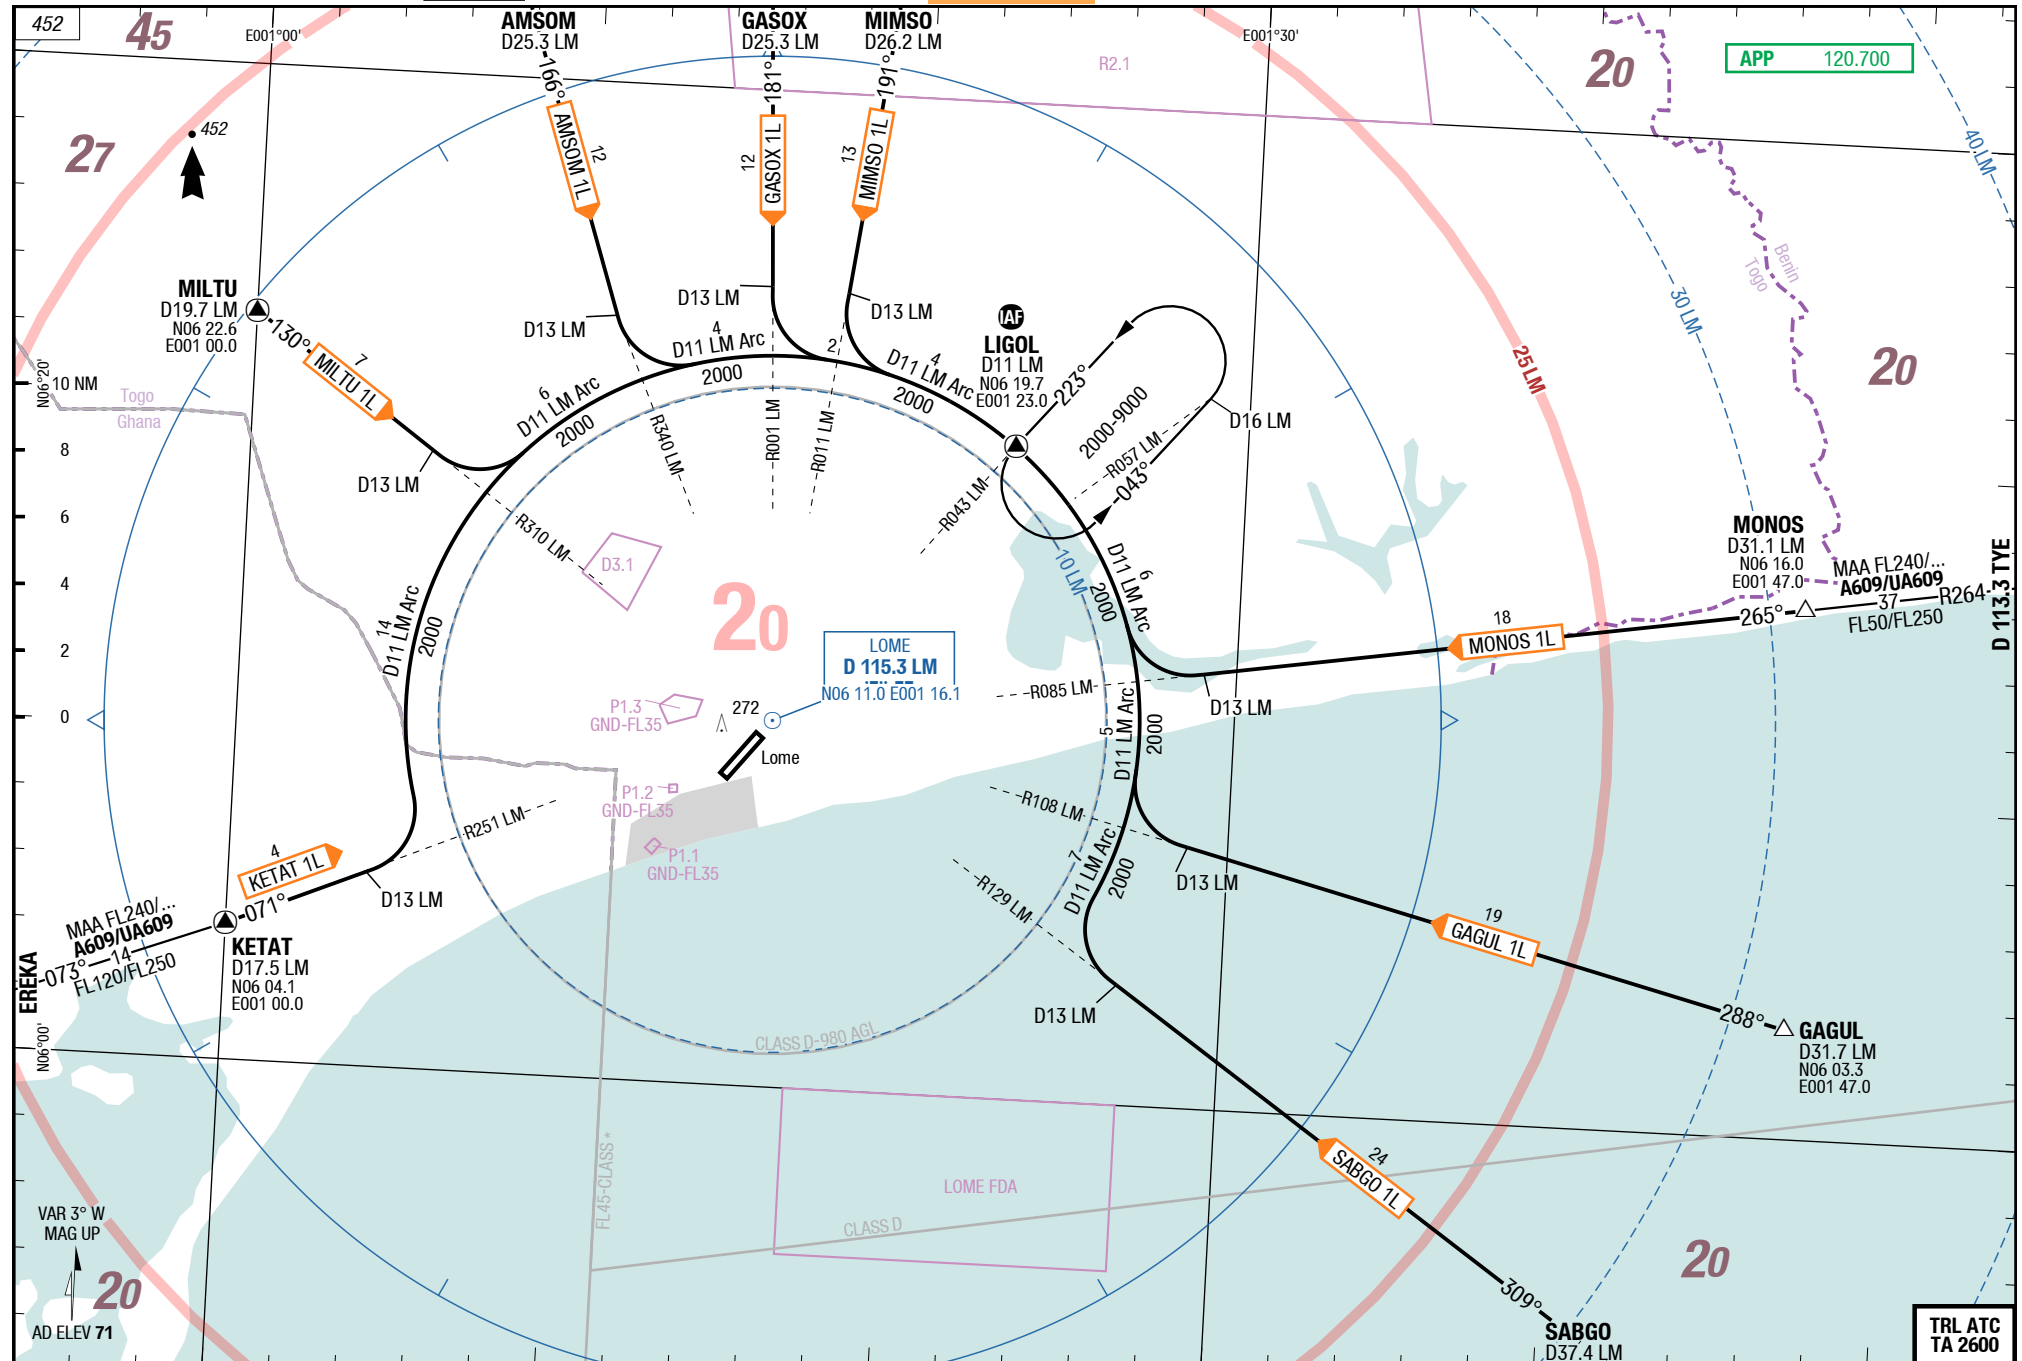 452
45
E001°00'
AMSOM
D25.3 LM
GASOX
D25.3 LM
MIMSO
D26.2 LM
E001°30'
R2.1
20
APP 120.700
40 LM
27
452
166°
181°
191°
12
AMSOM 1L
12
GASOX 1L
13
MIMSO 1L
Benin
Togo
30 LM
MILTU
D19.7 LM
N06 22.6
E001 00.0
130°
7
MILTU 1L
D13 LM
D13 LM
D13 LM
D13 LM
4
D11 LM Arc
2000
2
4
D11 LM Arc
2000
6
D11 LM Arc
2000
IAF
LIGOL
D11 LM
N06 19.7
E001 23.0
223°
2000-9000
R057 LM
043°
D16 LM
25 LM
20
N06°20'
10 NM
8
6
4
2
0
Togo
Ghana
R340 LM
R001 LM
R011 LM
R043 LM
R310 LM
D3.1
10 LM
6
D11 LM Arc
2000
MONOS
D31.1 LM
N06 16.0
E001 47.0
MAA FL240/...
A609/UA609
37
FL50/FL250
R264
D 113.3 TYE
265°
18
MONOS 1L
14
D11 LM Arc
2000
20
LOME
D 115.3 LM
N06 11.0 E001 16.1
R085 LM
D13 LM
P1.3
GND-FL35
272
Lome
5
D11 LM Arc
2000
P1.2
GND-FL35
P1.1
GND-FL35
R108 LM
D13 LM
R251 LM
4
KETAT 1L
071°
D13 LM
MAA FL240/...
A609/UA609
14
073°
FL120/FL250
EREKA
KETAT
D17.5 LM
N06 04.1
E001 00.0
R129 LM
7
D11 LM Arc
2000
D13 LM
19
GAGUL 1L
288°
GAGUL
D31.7 LM
N06 03.3
E001 47.0
N06°00'
CLASS D-980 AGL
FL45-CLASS *
LOME FDA
CLASS D
24
SABGO 1L
309°
SABGO
D37.4 LM
20
VAR 3° W
MAG UP
20
AD ELEV 71
TRL ATC
TA 2600